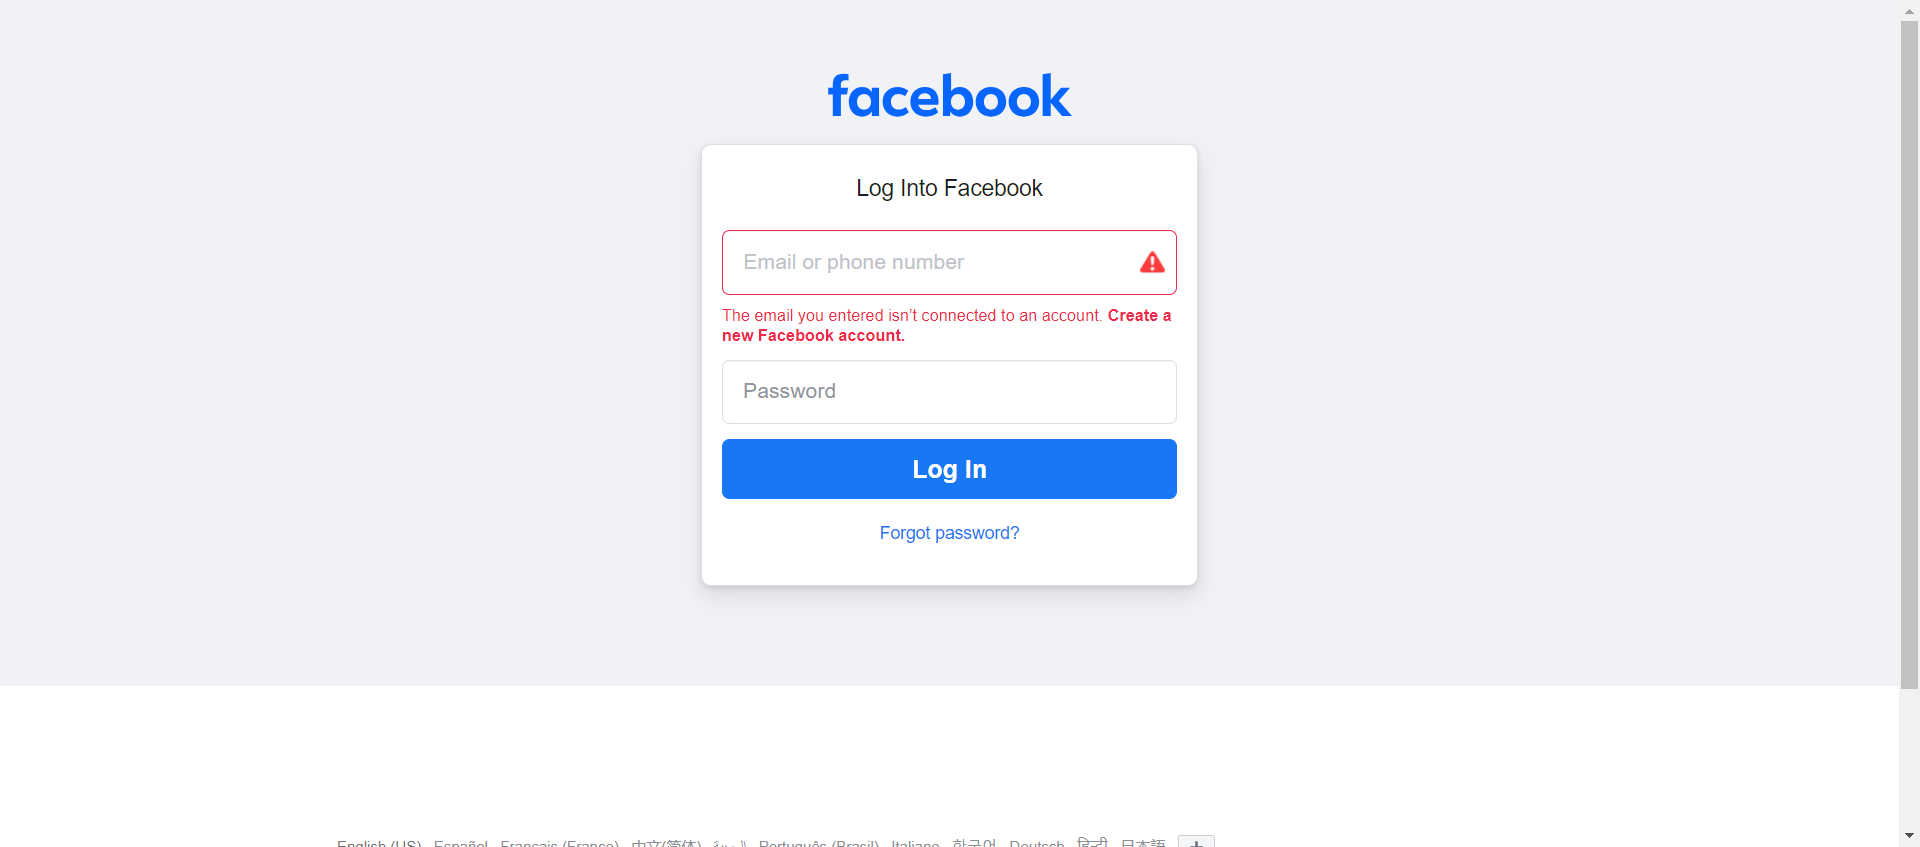 facebook
Log Into Facebook
Email or phone number
The email you entered isn’t connected to an account. Create a
new Facebook account.
Password
Log In
Forgot password?
English (US) Español Français (France) 中文(简体) العربية Português (Brasil) Italiano 한국어 Deutsch हिन्दी 日本語 +